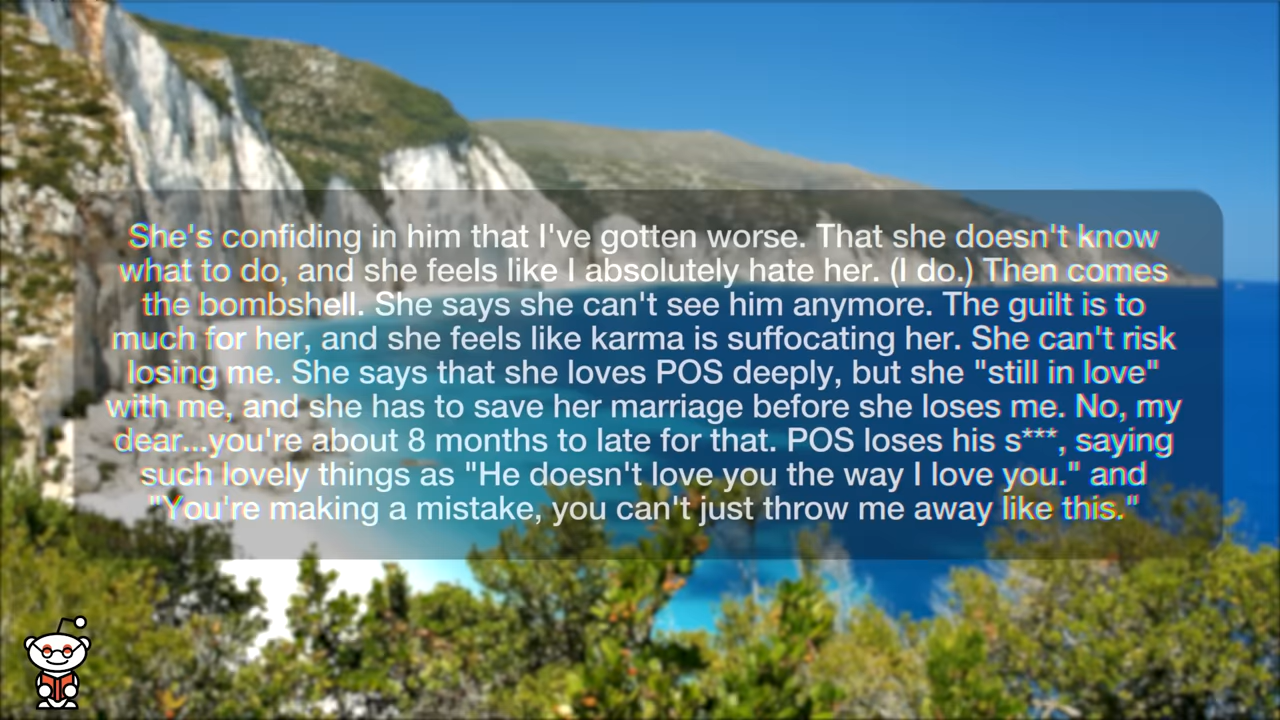 She's confiding in him that I've gotten worse. That she doesn't know
what to do, and she feels like I absolutely hate her. (I do.) Then comes
the bombshell. She says she can't see him anymore. The guilt is to
much for her, and she feels like karma is suffocating her. She can't risk
losing me. She says that she loves POS deeply, but she "still in love"
with me, and she has to save her marriage before she loses me. No, my
dear...you're about 8 months to late for that. POS loses his s***, saying
such lovely things as "He doesn't love you the way I love you." and
"You're making a mistake, you can't just throw me away like this."